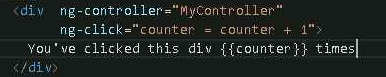 <div  ng-controller="MyController"
      ng-click="counter = counter + 1">
  You've clicked this div {{counter}} times
</div>